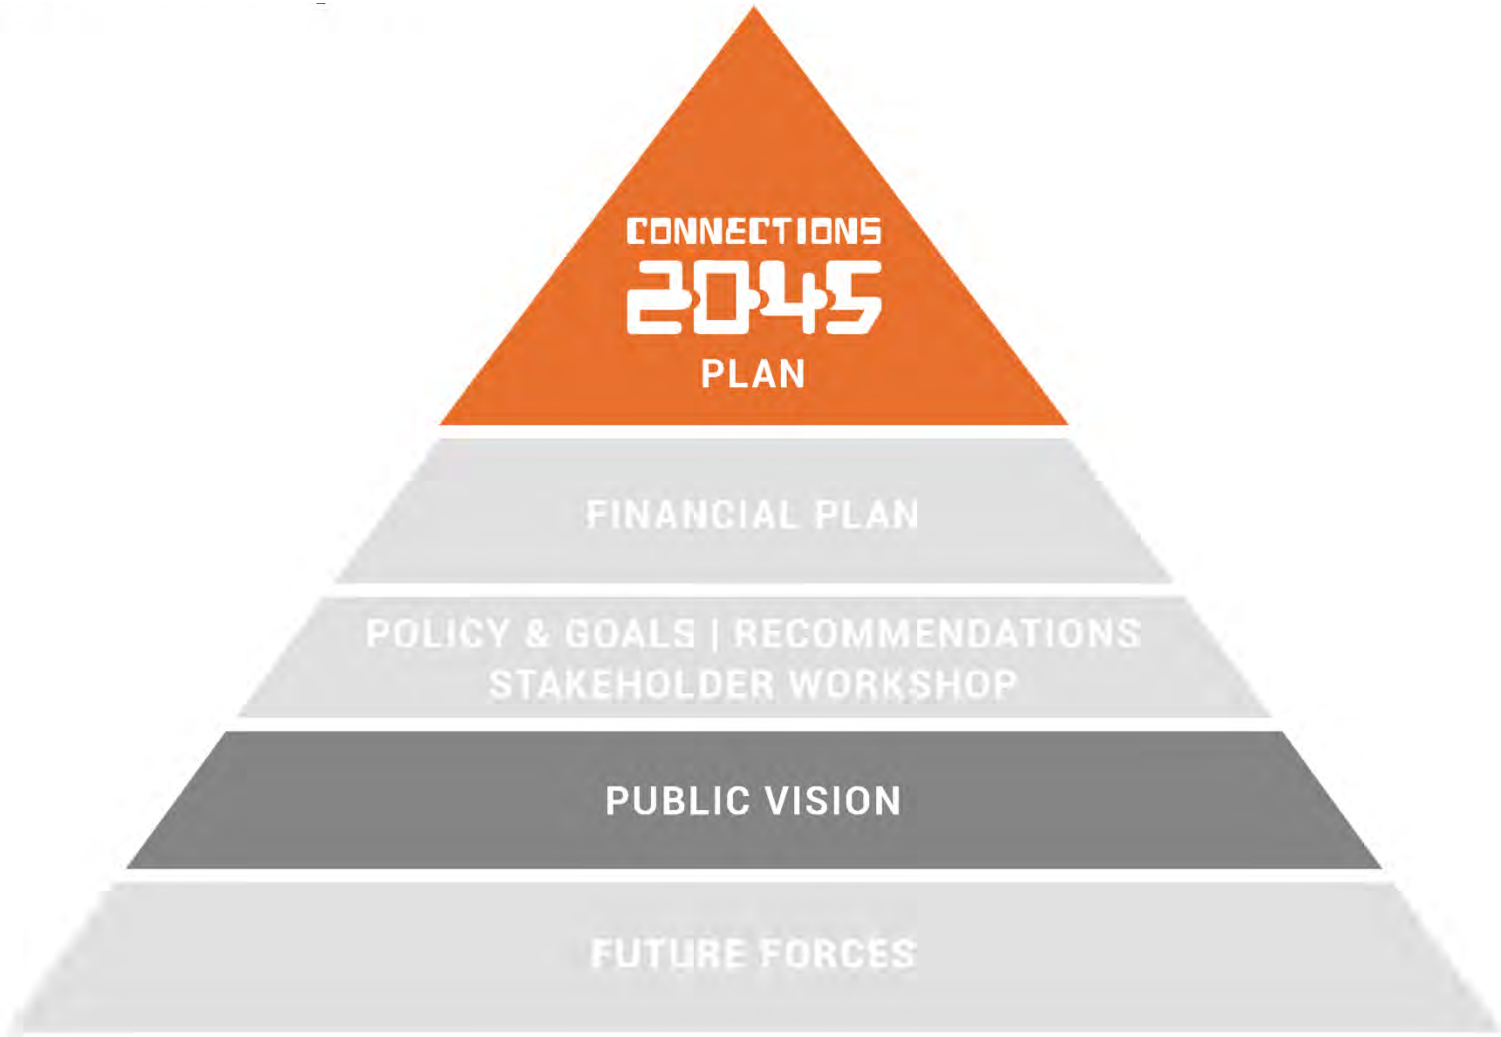 CONNECTIONS
2045
PLAN
FINANCIAL PLAN
POLICY & GOALS | RECOMMENDATIONS
STAKEHOLDER WORKSHOP
PUBLIC VISION
FUTURE FORCES